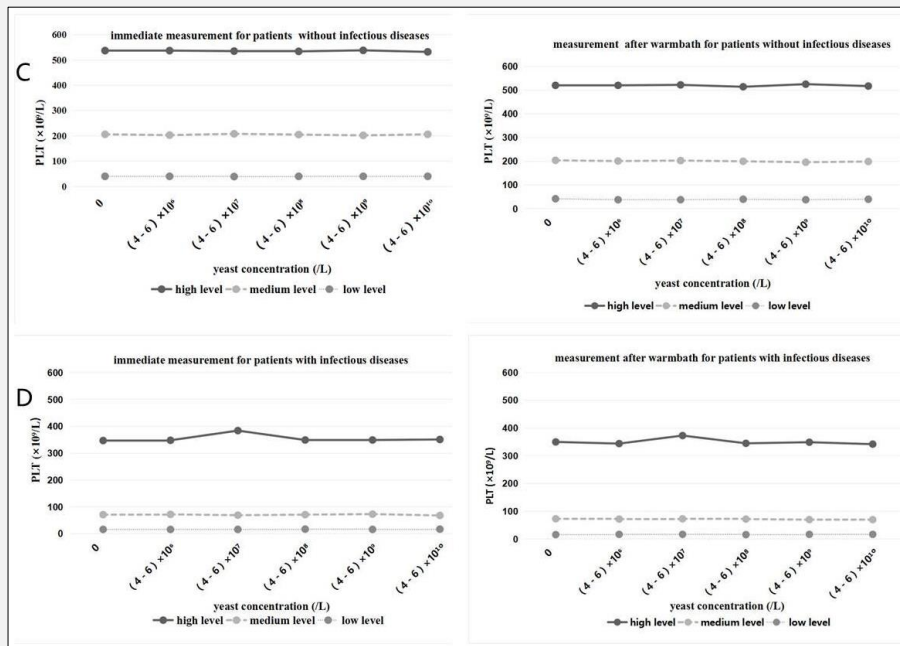 C
immediate measurement for patients without infectious diseases
PLT (×10⁹/L)
600
500
400
300
200
100
0
0
(4-6)×10⁶
(4-6)×10⁷
(4-6)×10⁸
(4-6)×10⁹
(4-6)×10¹⁰
yeast concentration (/L)
high level medium level low level
measurement after warmbath for patients without infectious diseases
PLT (×10⁹/L)
600
500
400
300
200
100
0
0
(4-6)×10⁶
(4-6)×10⁷
(4-6)×10⁸
(4-6)×10⁹
(4-6)×10¹⁰
yeast concentration (/L)
high level medium level low level
D
immediate measurement for patients with infectious diseases
PLT (×10⁹/L)
600
500
400
300
200
100
0
0
(4-6)×10⁶
(4-6)×10⁷
(4-6)×10⁸
(4-6)×10⁹
(4-6)×10¹⁰
yeast concentration (/L)
high level medium level low level
measurement after warmbath for patients with infectious diseases
PLT (×10⁹/L)
600
500
400
300
200
100
0
0
(4-6)×10⁶
(4-6)×10⁷
(4-6)×10⁸
(4-6)×10⁹
(4-6)×10¹⁰
yeast concentration (/L)
high level medium level low level